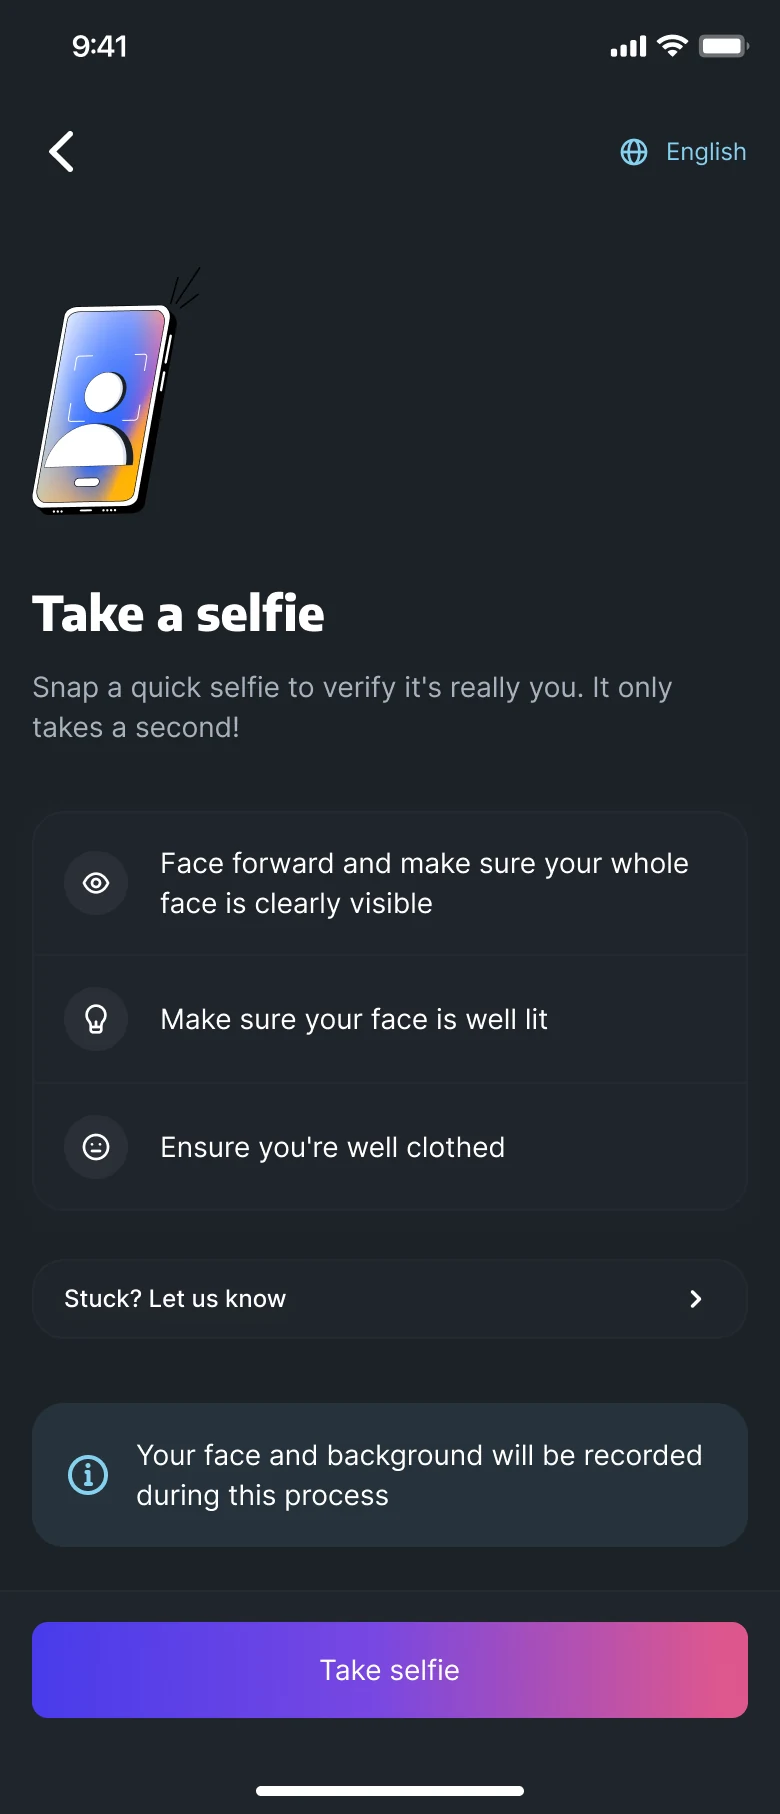 9:41
English
Take a selfie
Snap a quick selfie to verify it's really you. It only
takes a second!
Face forward and make sure your whole
face is clearly visible
Make sure your face is well lit
Ensure you're well clothed
Stuck? Let us know
Your face and background will be recorded
during this process
Take selfie